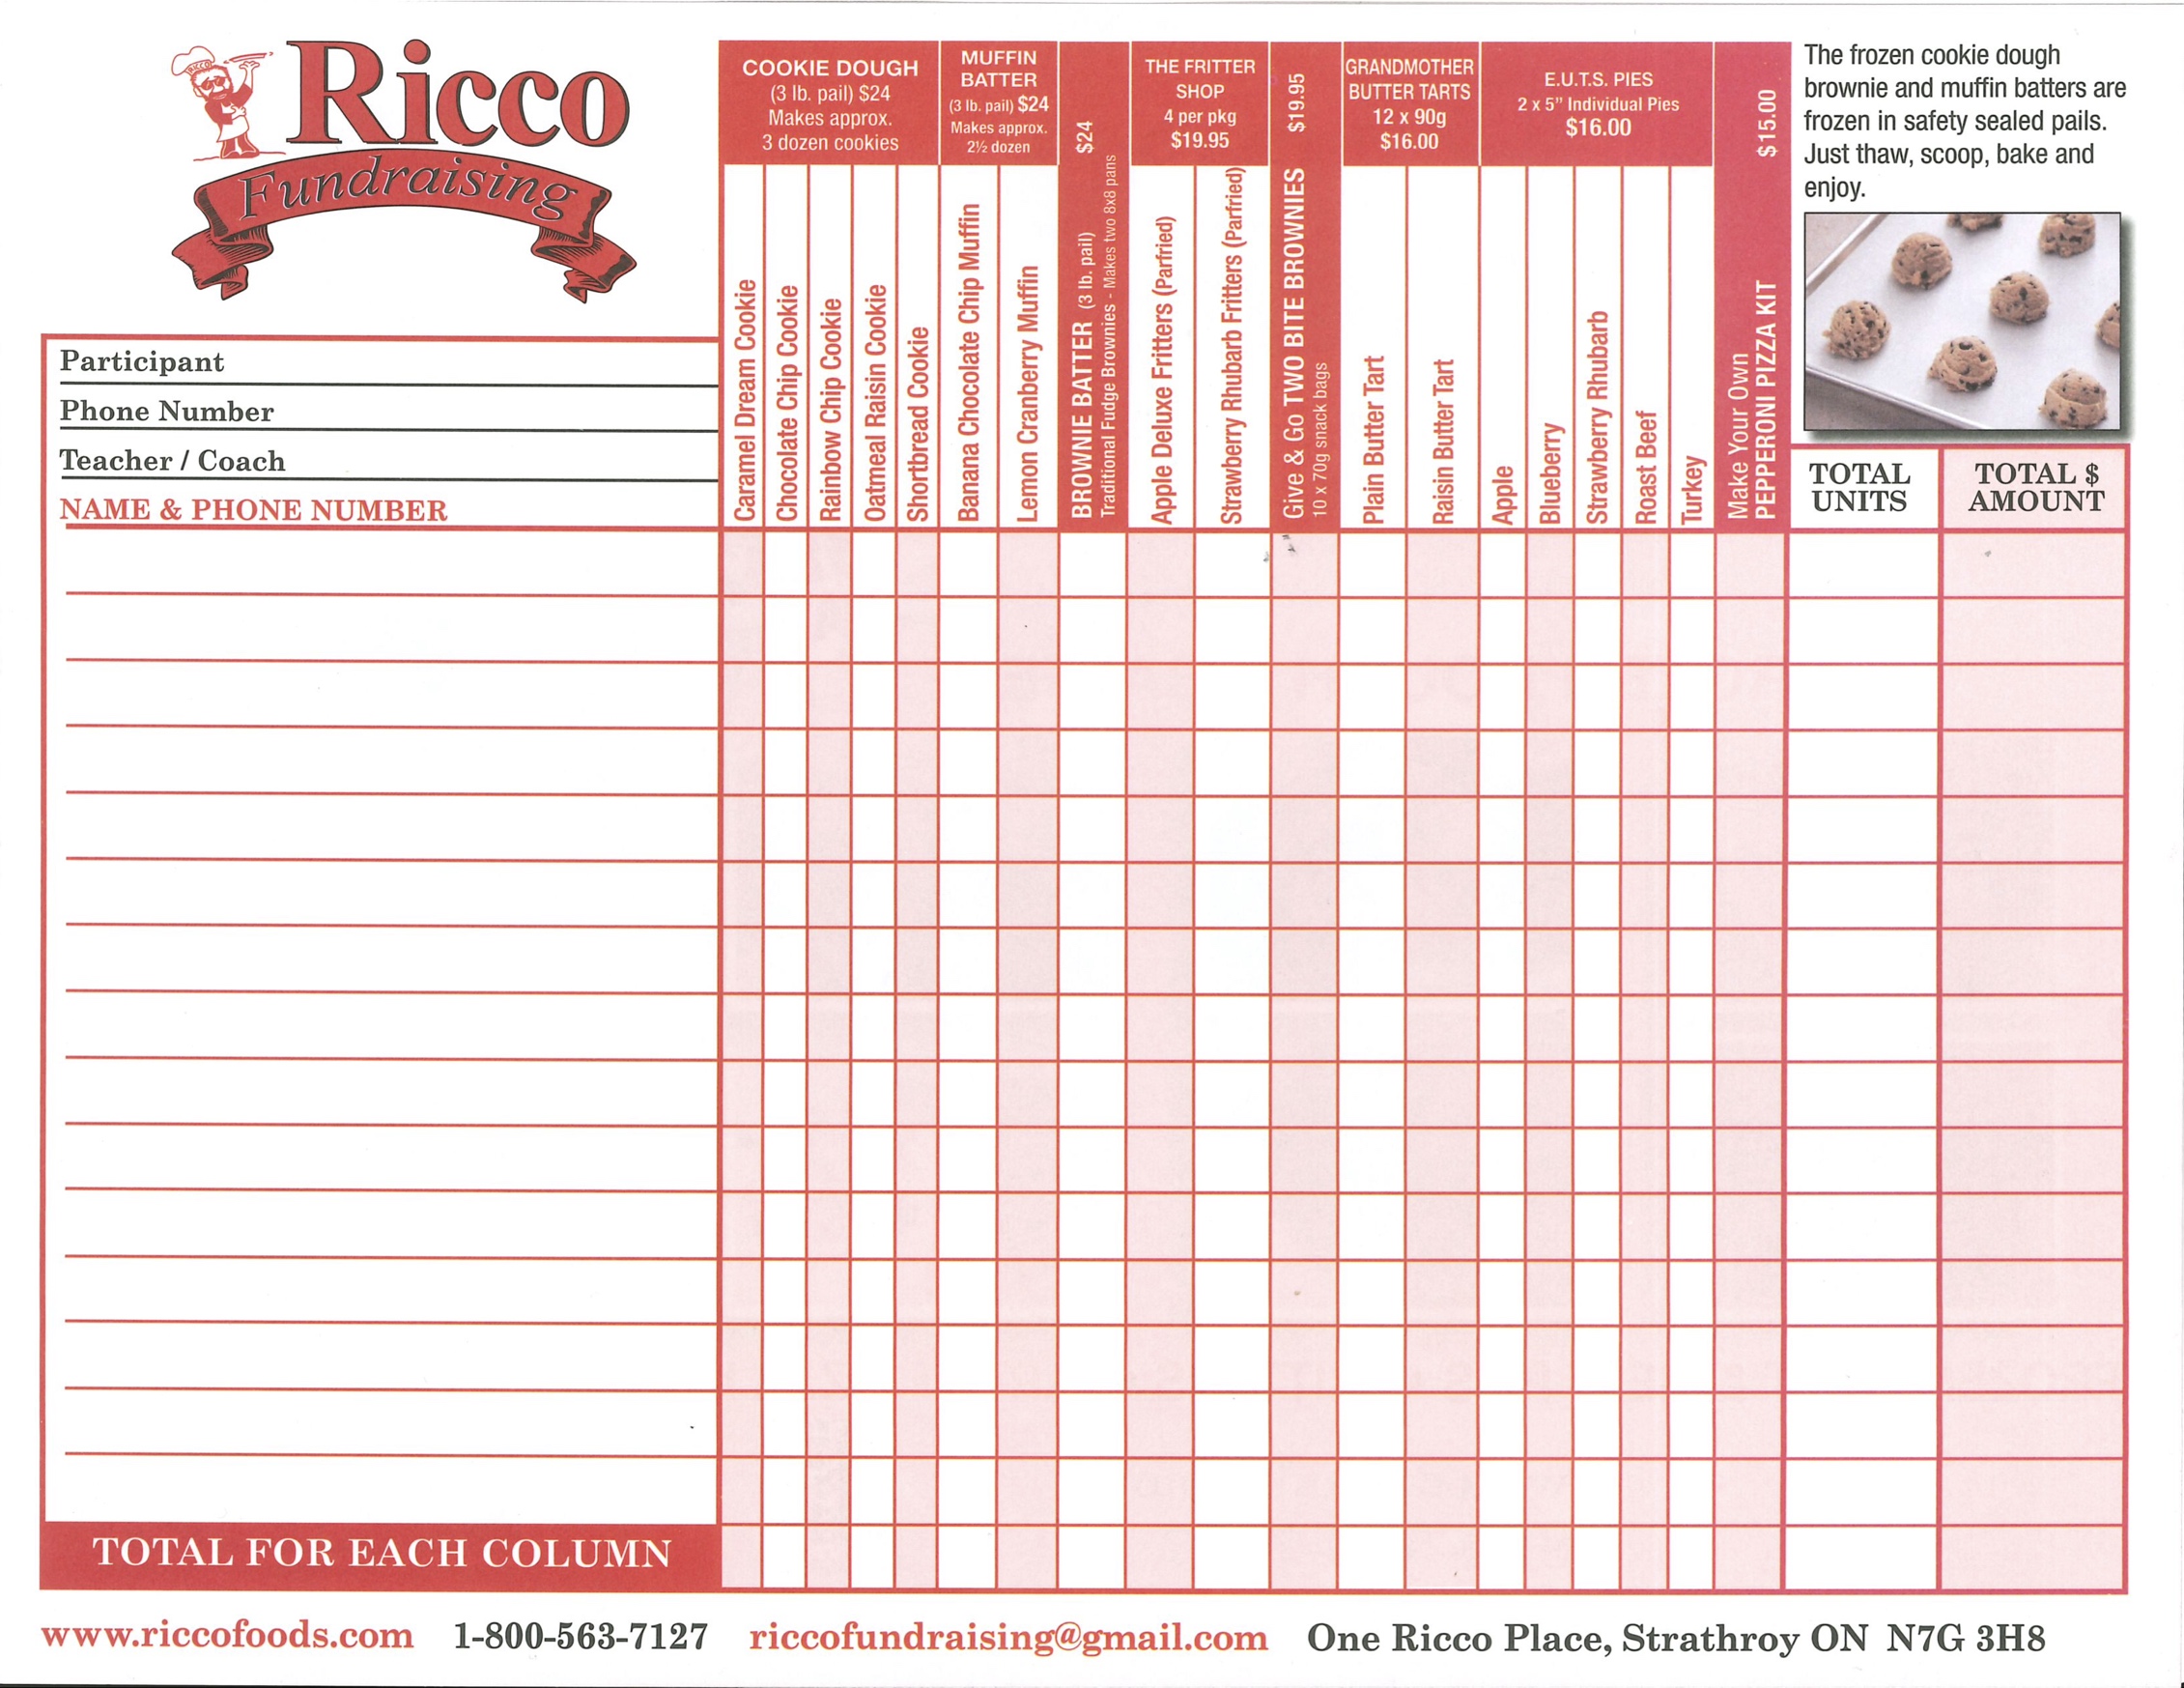 RICCO
Ricco
Fundraising
COOKIE DOUGH
(3 lb. pail) $24
Makes approx.
3 dozen cookies
MUFFIN
BATTER
(3 lb. pail) $24
Makes approx.
2½ dozen
BROWNIE BATTER (3 lb. pail) $24
Traditional Fudge Brownies - Makes two 8x8 pans
THE FRITTER
SHOP
4 per pkg
$19.95
Give & Go TWO BITE BROWNIES $19.95
10 x 70g snack bags
GRANDMOTHER
BUTTER TARTS
12 x 90g
$16.00
E.U.T.S. PIES
2 x 5” Individual Pies
$16.00
Make Your Own
PEPPERONI PIZZA KIT $15.00
The frozen cookie dough
brownie and muffin batters are
frozen in safety sealed pails.
Just thaw, scoop, bake and
enjoy.
Caramel Dream Cookie
Chocolate Chip Cookie
Rainbow Chip Cookie
Oatmeal Raisin Cookie
Shortbread Cookie
Banana Chocolate Chip Muffin
Lemon Cranberry Muffin
Apple Deluxe Fritters (Parfried)
Strawberry Rhubarb Fritters (Parfried)
Plain Butter Tart
Raisin Butter Tart
Apple
Blueberry
Strawberry Rhubarb
Roast Beef
Turkey
Participant
Phone Number
Teacher / Coach
NAME & PHONE NUMBER
TOTAL
UNITS
TOTAL $
AMOUNT
TOTAL FOR EACH COLUMN
www.riccofoods.com 1-800-563-7127 riccofundraising@gmail.com One Ricco Place, Strathroy ON N7G 3H8